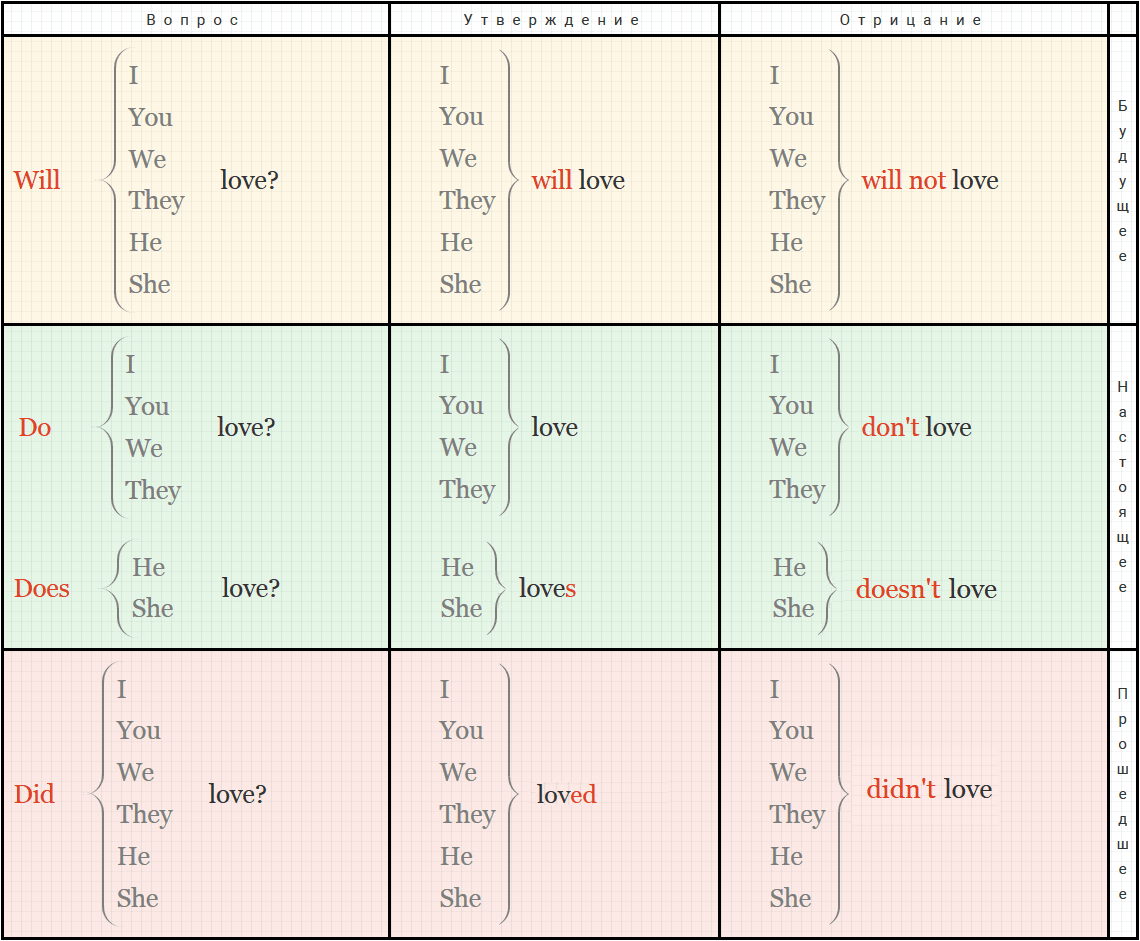 Вопрос Утверждение Отрицание
Будущее
Will
I
You
We
They
He
She
love?
I
You
We
They
He
She
will love
I
You
We
They
He
She
will not love
Настоящее
Do
I
You
We
They
love?
I
You
We
They
love
I
You
We
They
don't love
Does
He
She
love?
He
She
loves
He
She
doesn't love
Прошедшее
Did
I
You
We
They
He
She
love?
I
You
We
They
He
She
loved
I
You
We
They
He
She
didn't love